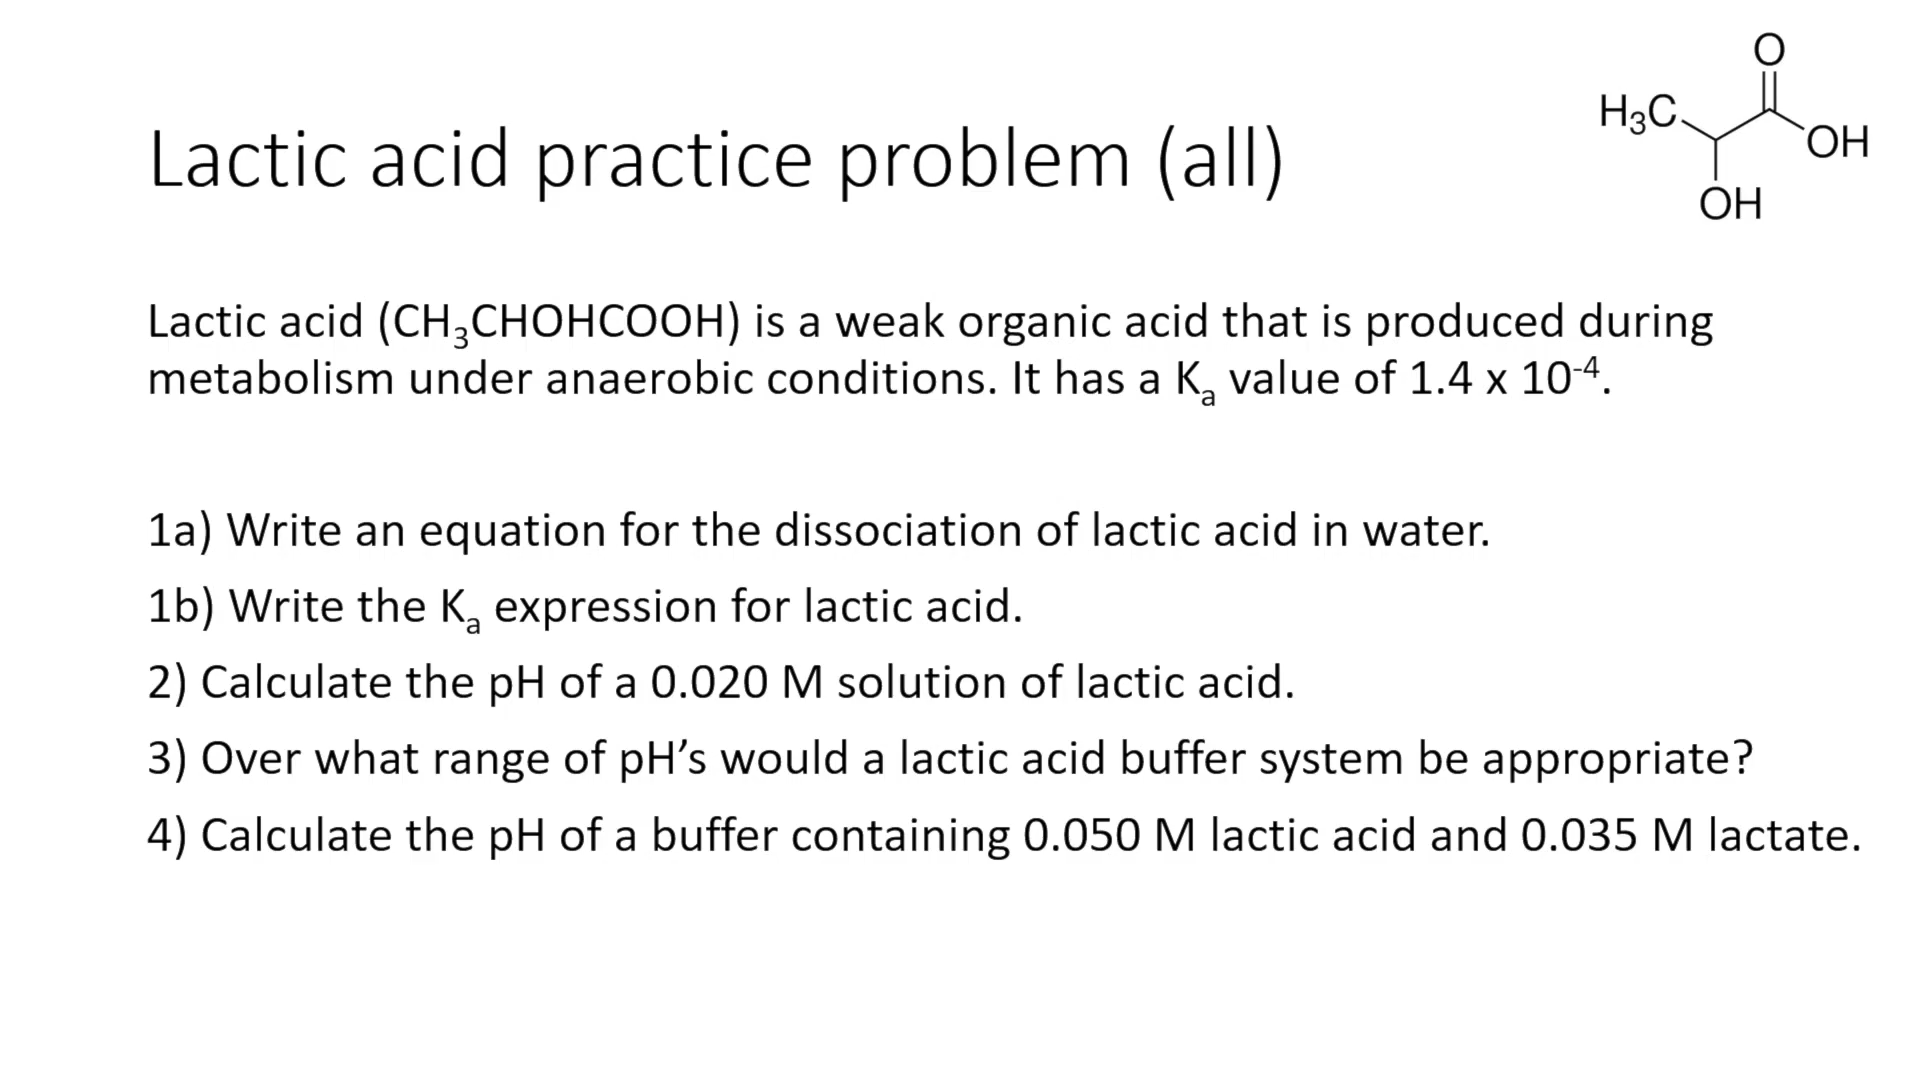 Lactic acid practice problem (all)
O
H₃C
OH
OH
Lactic acid (CH₃CHOHCOOH) is a weak organic acid that is produced during
metabolism under anaerobic conditions. It has a Kₐ value of 1.4 x 10⁻⁴.
1a) Write an equation for the dissociation of lactic acid in water.
1b) Write the Kₐ expression for lactic acid.
2) Calculate the pH of a 0.020 M solution of lactic acid.
3) Over what range of pH’s would a lactic acid buffer system be appropriate?
4) Calculate the pH of a buffer containing 0.050 M lactic acid and 0.035 M lactate.